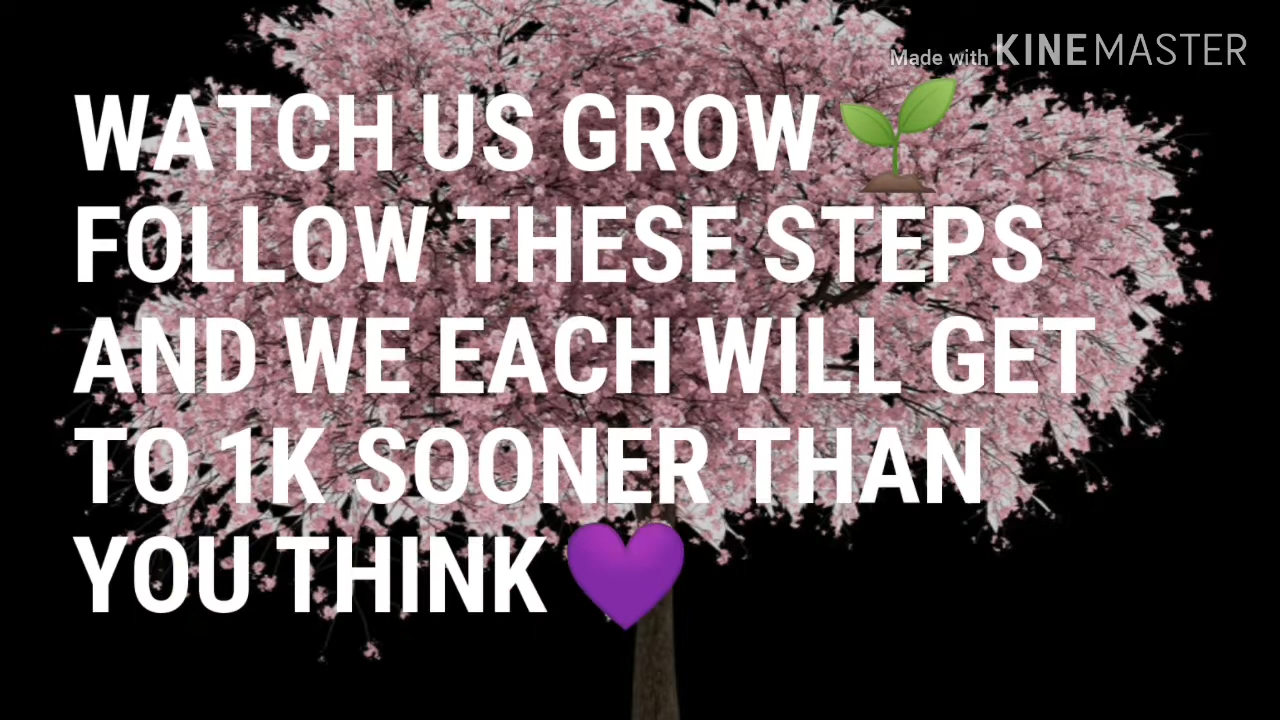 Made with KINEMASTER
WATCH US GROW 🌱
FOLLOW THESE STEPS
AND WE EACH WILL GET
TO 1K SOONER THAN
YOU THINK 💜